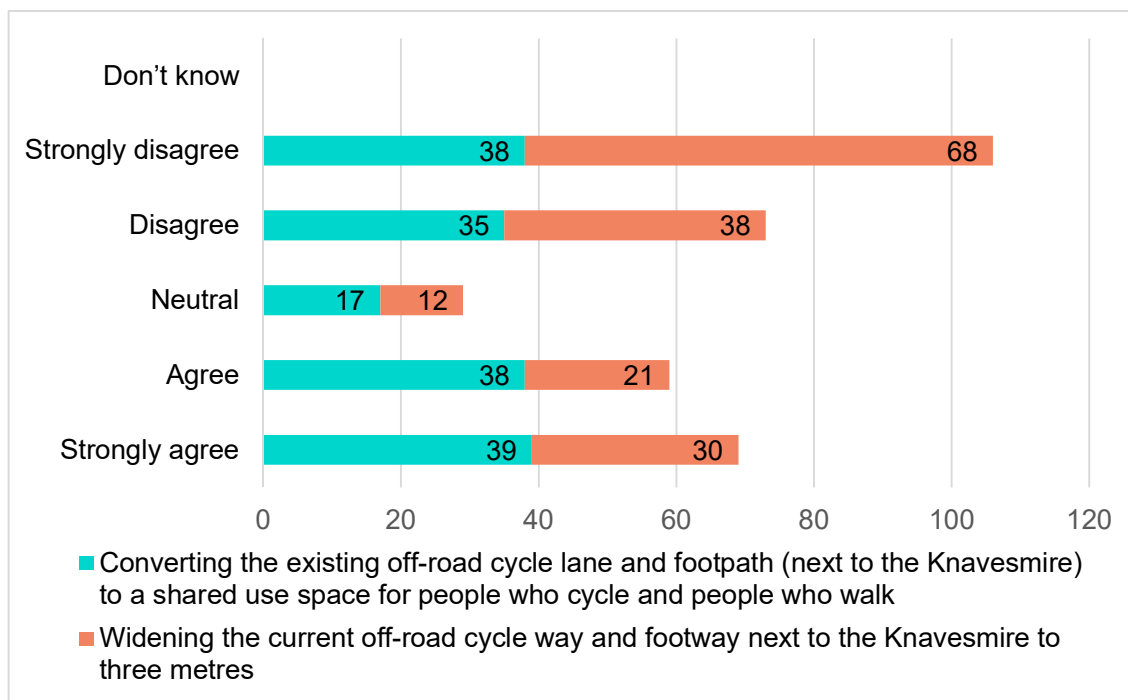 Don’t know
Strongly disagree
38
68
Disagree
35
38
Neutral
17
12
Agree
38
21
Strongly agree
39
30
0
20
40
60
80
100
120
Converting the existing off-road cycle lane and footpath (next to the Knavesmire)
to a shared use space for people who cycle and people who walk
Widening the current off-road cycle way and footway next to the Knavesmire to
three metres